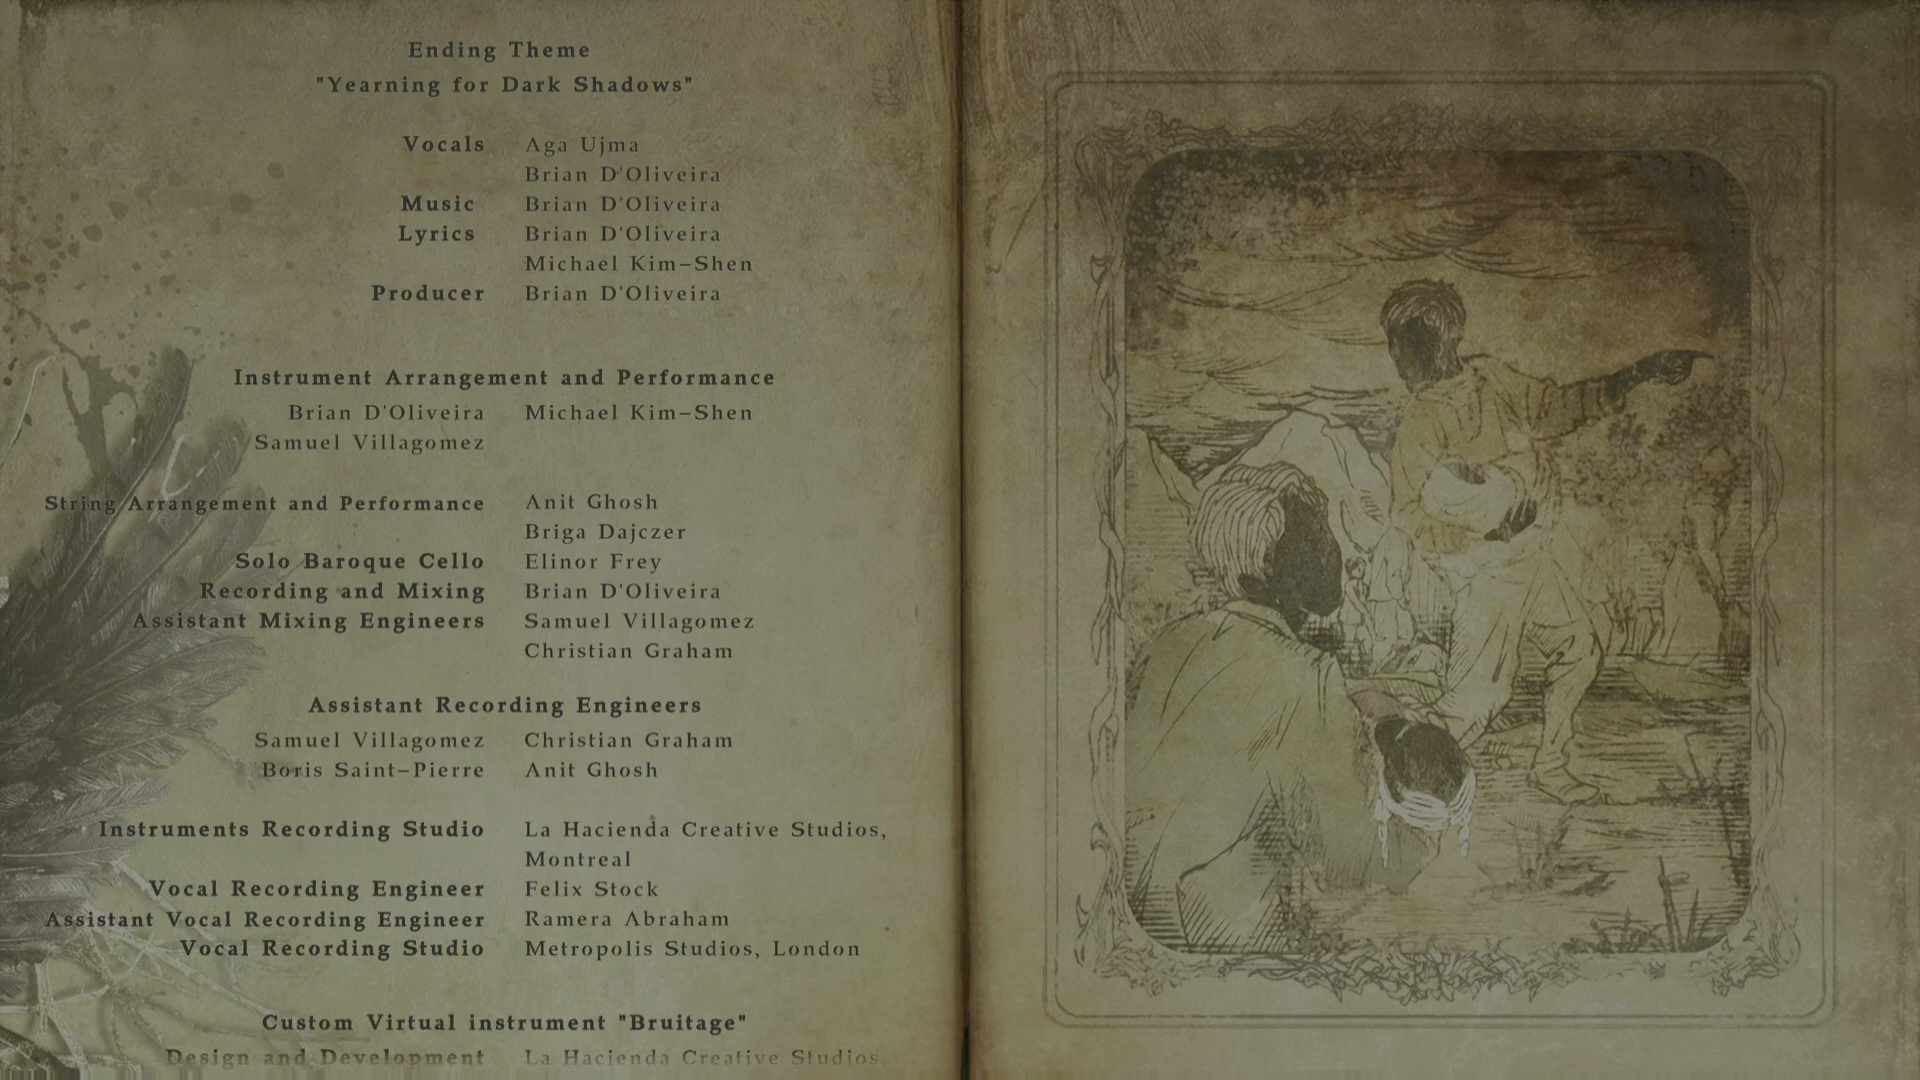 Ending Theme
"Yearning for Dark Shadows"
Vocals Aga Ujma
Brian D'Oliveira
Music Brian D'Oliveira
Lyrics Brian D'Oliveira
Michael Kim-Shen
Producer Brian D'Oliveira
Instrument Arrangement and Performance
Brian D'Oliveira Michael Kim-Shen
Samuel Villagomez
String Arrangement and Performance Anit Ghosh
Briga Dajczer
Solo Baroque Cello Elinor Frey
Recording and Mixing Brian D'Oliveira
Assistant Mixing Engineers Samuel Villagomez
Christian Graham
Assistant Recording Engineers
Samuel Villagomez Christian Graham
Boris Saint-Pierre Anit Ghosh
Instruments Recording Studio La Hacienda Creative Studios,
Montreal
Vocal Recording Engineer Felix Stock
Assistant Vocal Recording Engineer Ramera Abraham
Vocal Recording Studio Metropolis Studios, London
Custom Virtual instrument "Bruitage"
Design and Development La Hacienda Creative Studios,